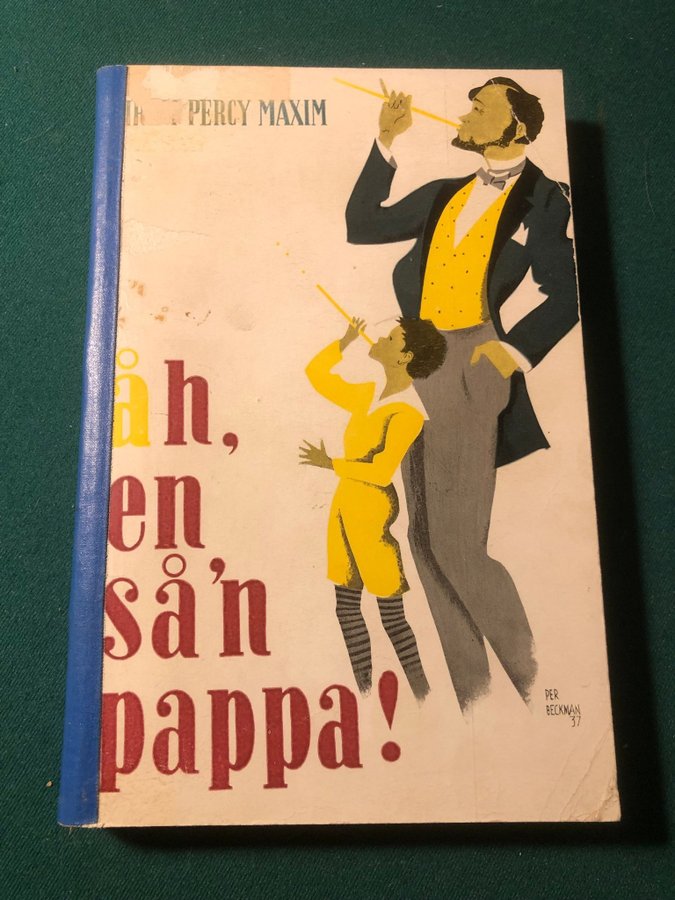 PERCY MAXIM
åh,
en
så'n
pappa!
PER
BECKMAN
37